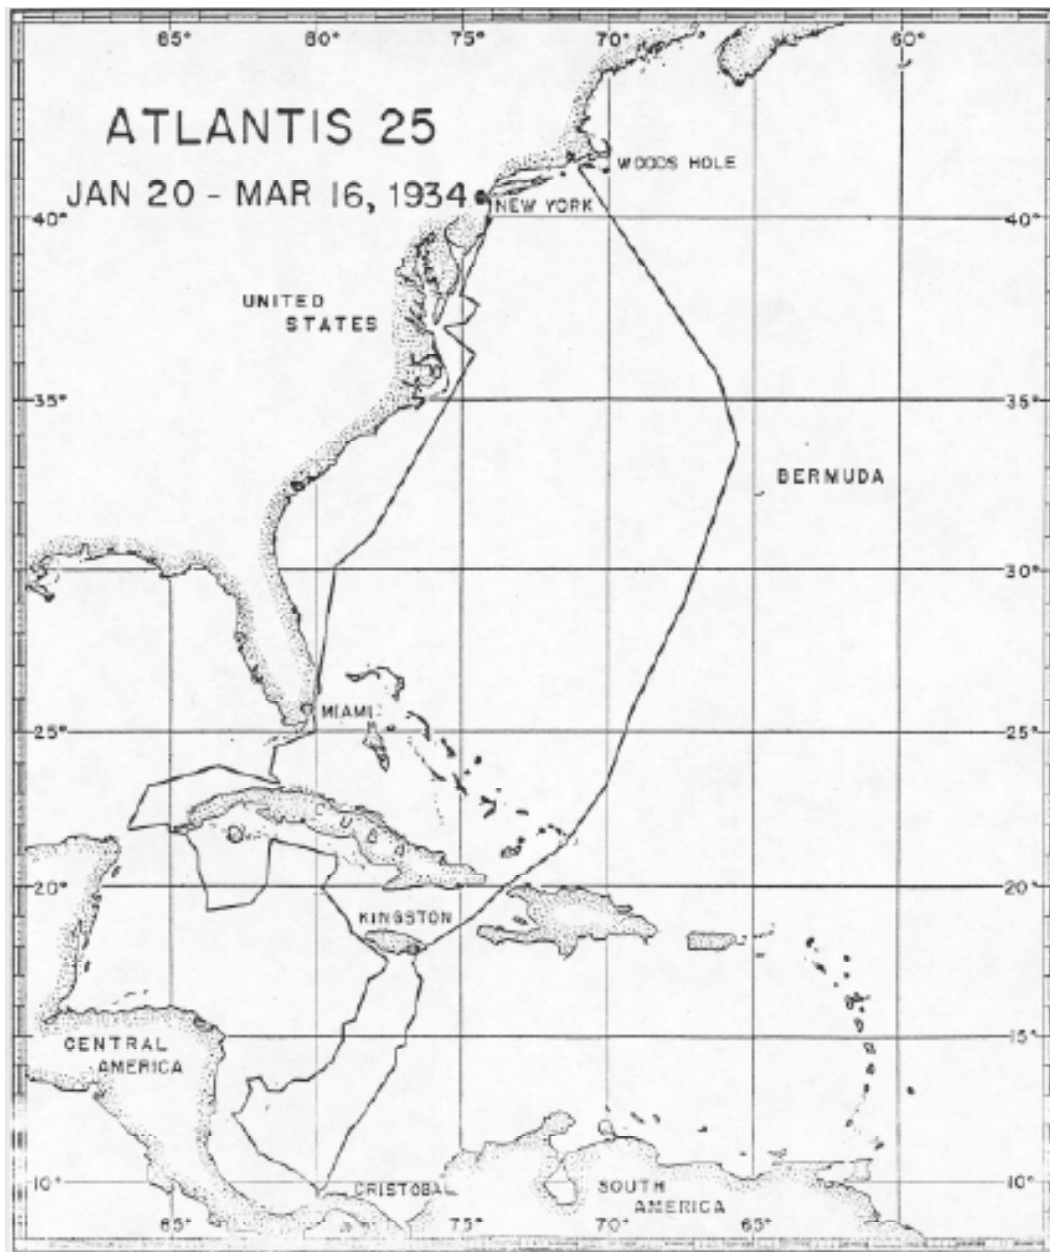 85° 80° 75° 70° 65° 60°
ATLANTIS 25
JAN 20 - MAR 16, 1934
WOODS HOLE
NEW YORK
40° 40°
UNITED
STATES
35° 35°
BERMUDA
30° 30°
MIAMI
25° 25°
20° 20°
KINGSTON
15° 15°
CENTRAL
AMERICA
10° 10°
CRISTOBAL
SOUTH
AMERICA
85° 80° 75° 70° 65° 60°